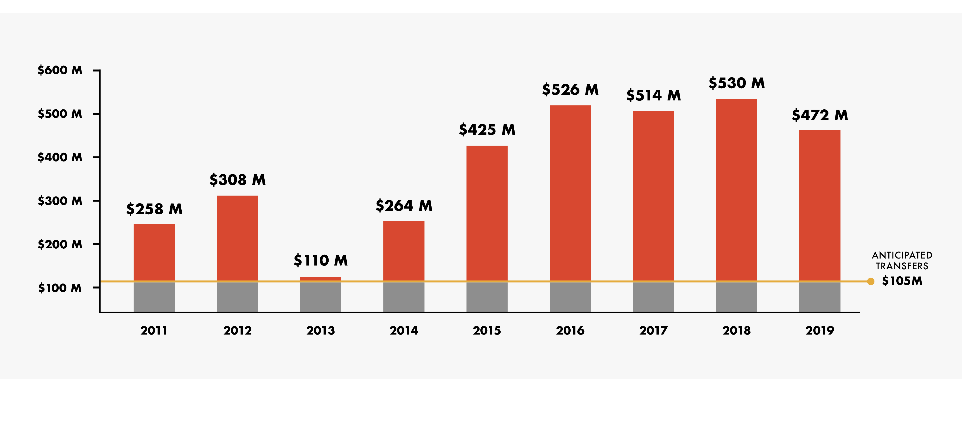 $600 M
$500 M
$400 M
$300 M
$200 M
$100 M
$258 M
$308 M
$110 M
$264 M
$425 M
$526 M
$514 M
$530 M
$472 M
ANTICIPATED
TRANSFERS
$105M
2011
2012
2013
2014
2015
2016
2017
2018
2019